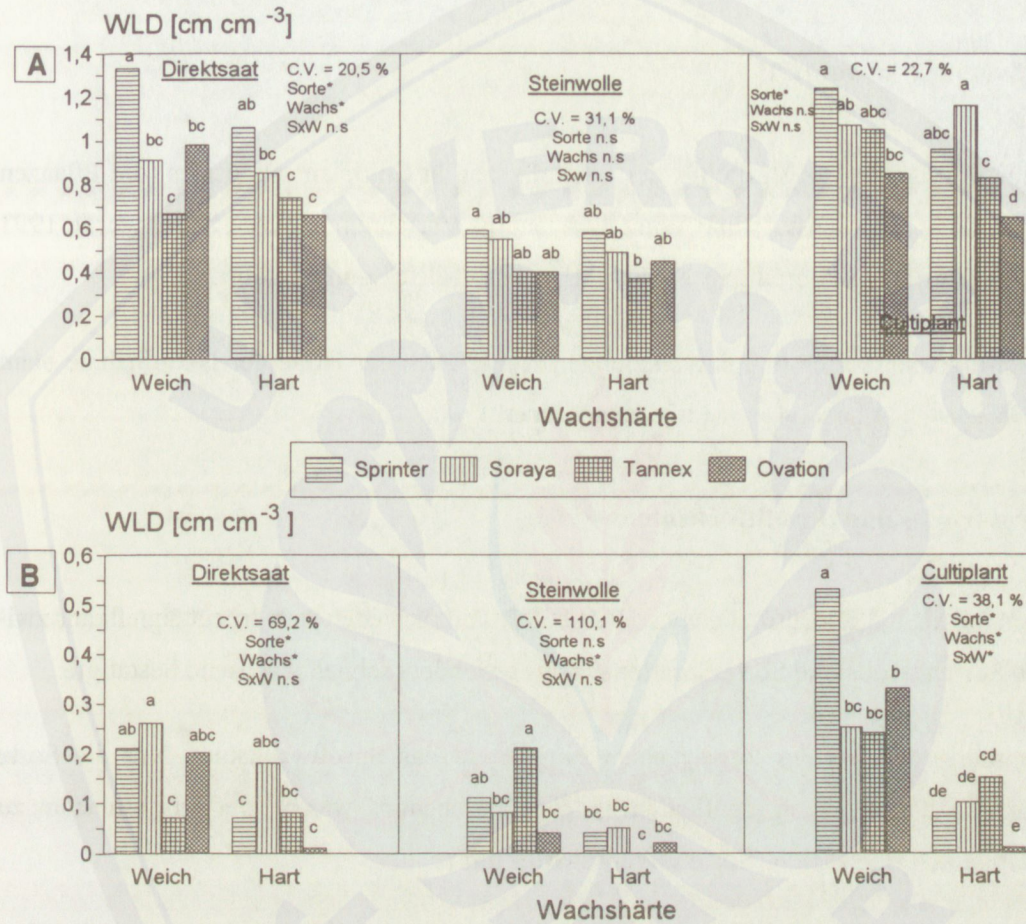 WLD [cm cm -3]
A
1,4
1,2
1
0,8
0,6
0,4
0,2
0
Direktsaat
C.V. = 20,5 %
Sorte*
Wachs*
SxW n.s
a
bc
c
bc
ab
bc
c
c
Weich
Hart
Steinwolle
C.V. = 31,1 %
Sorte n.s
Wachs n.s
Sxw n.s
a
ab
ab
ab
ab
ab
b
ab
Weich
Hart
C.V. = 22,7 %
Sorte*
Wachs n.s
SxW n.s
a
ab
abc
bc
abc
a
c
d
Cultiplant
Weich
Hart
Wachshärte
Sprinter Soraya Tannex Ovation
WLD [cm cm -3]
B
0,6
0,5
0,4
0,3
0,2
0,1
0
Direktsaat
C.V. = 69,2 %
Sorte*
Wachs*
SxW n.s
ab
a
c
abc
c
abc
bc
c
Weich
Hart
Steinwolle
C.V. = 110,1 %
Sorte n.s
Wachs*
SxW n.s
ab
bc
a
bc
bc
bc
c
bc
Weich
Hart
Cultiplant
C.V. = 38,1 %
Sorte*
Wachs*
SxW*
a
bc
bc
b
de
de
cd
e
Weich
Hart
Wachshärte